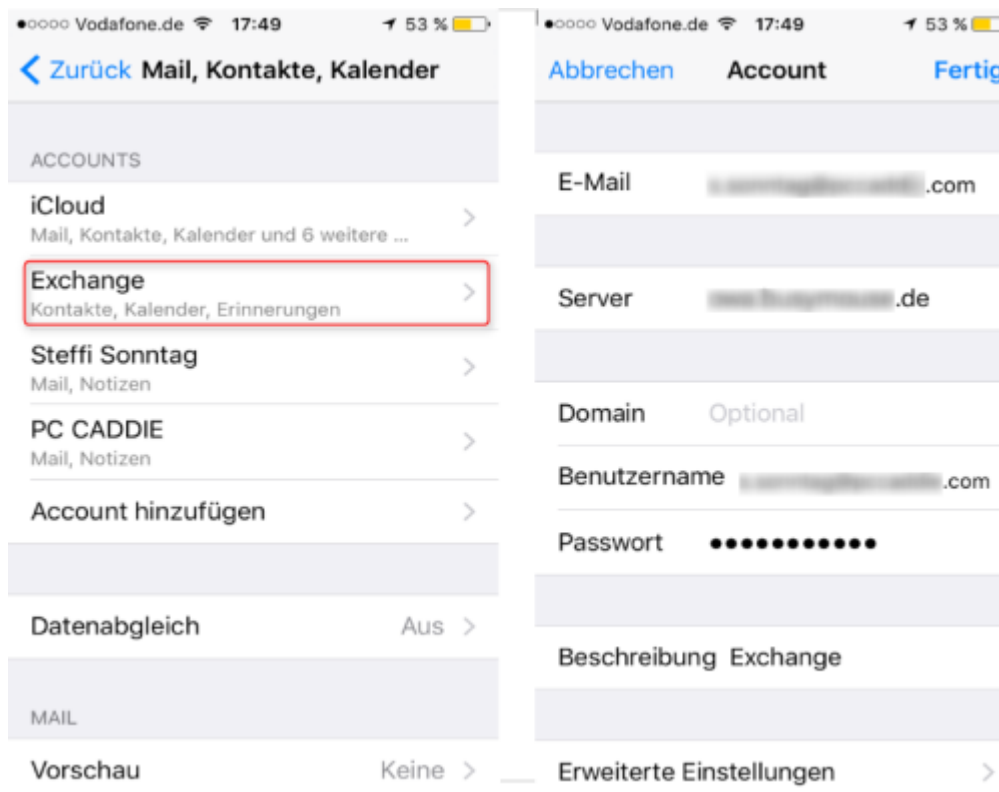 Vodafone.de 17:49 53 %
Zurück Mail, Kontakte, Kalender
ACCOUNTS
iCloud
Mail, Kontakte, Kalender und 6 weitere ...
Exchange
Kontakte, Kalender, Erinnerungen
Steffi Sonntag
Mail, Notizen
PC CADDIE
Mail, Notizen
Account hinzufügen
Datenabgleich Aus
MAIL
Vorschau Keine
Vodafone.de 17:49 53 %
Abbrechen Account Fertig
E-Mail .com
Server .de
Domain Optional
Benutzername .com
Passwort ●●●●●●●●●●●
Beschreibung Exchange
Erweiterte Einstellungen